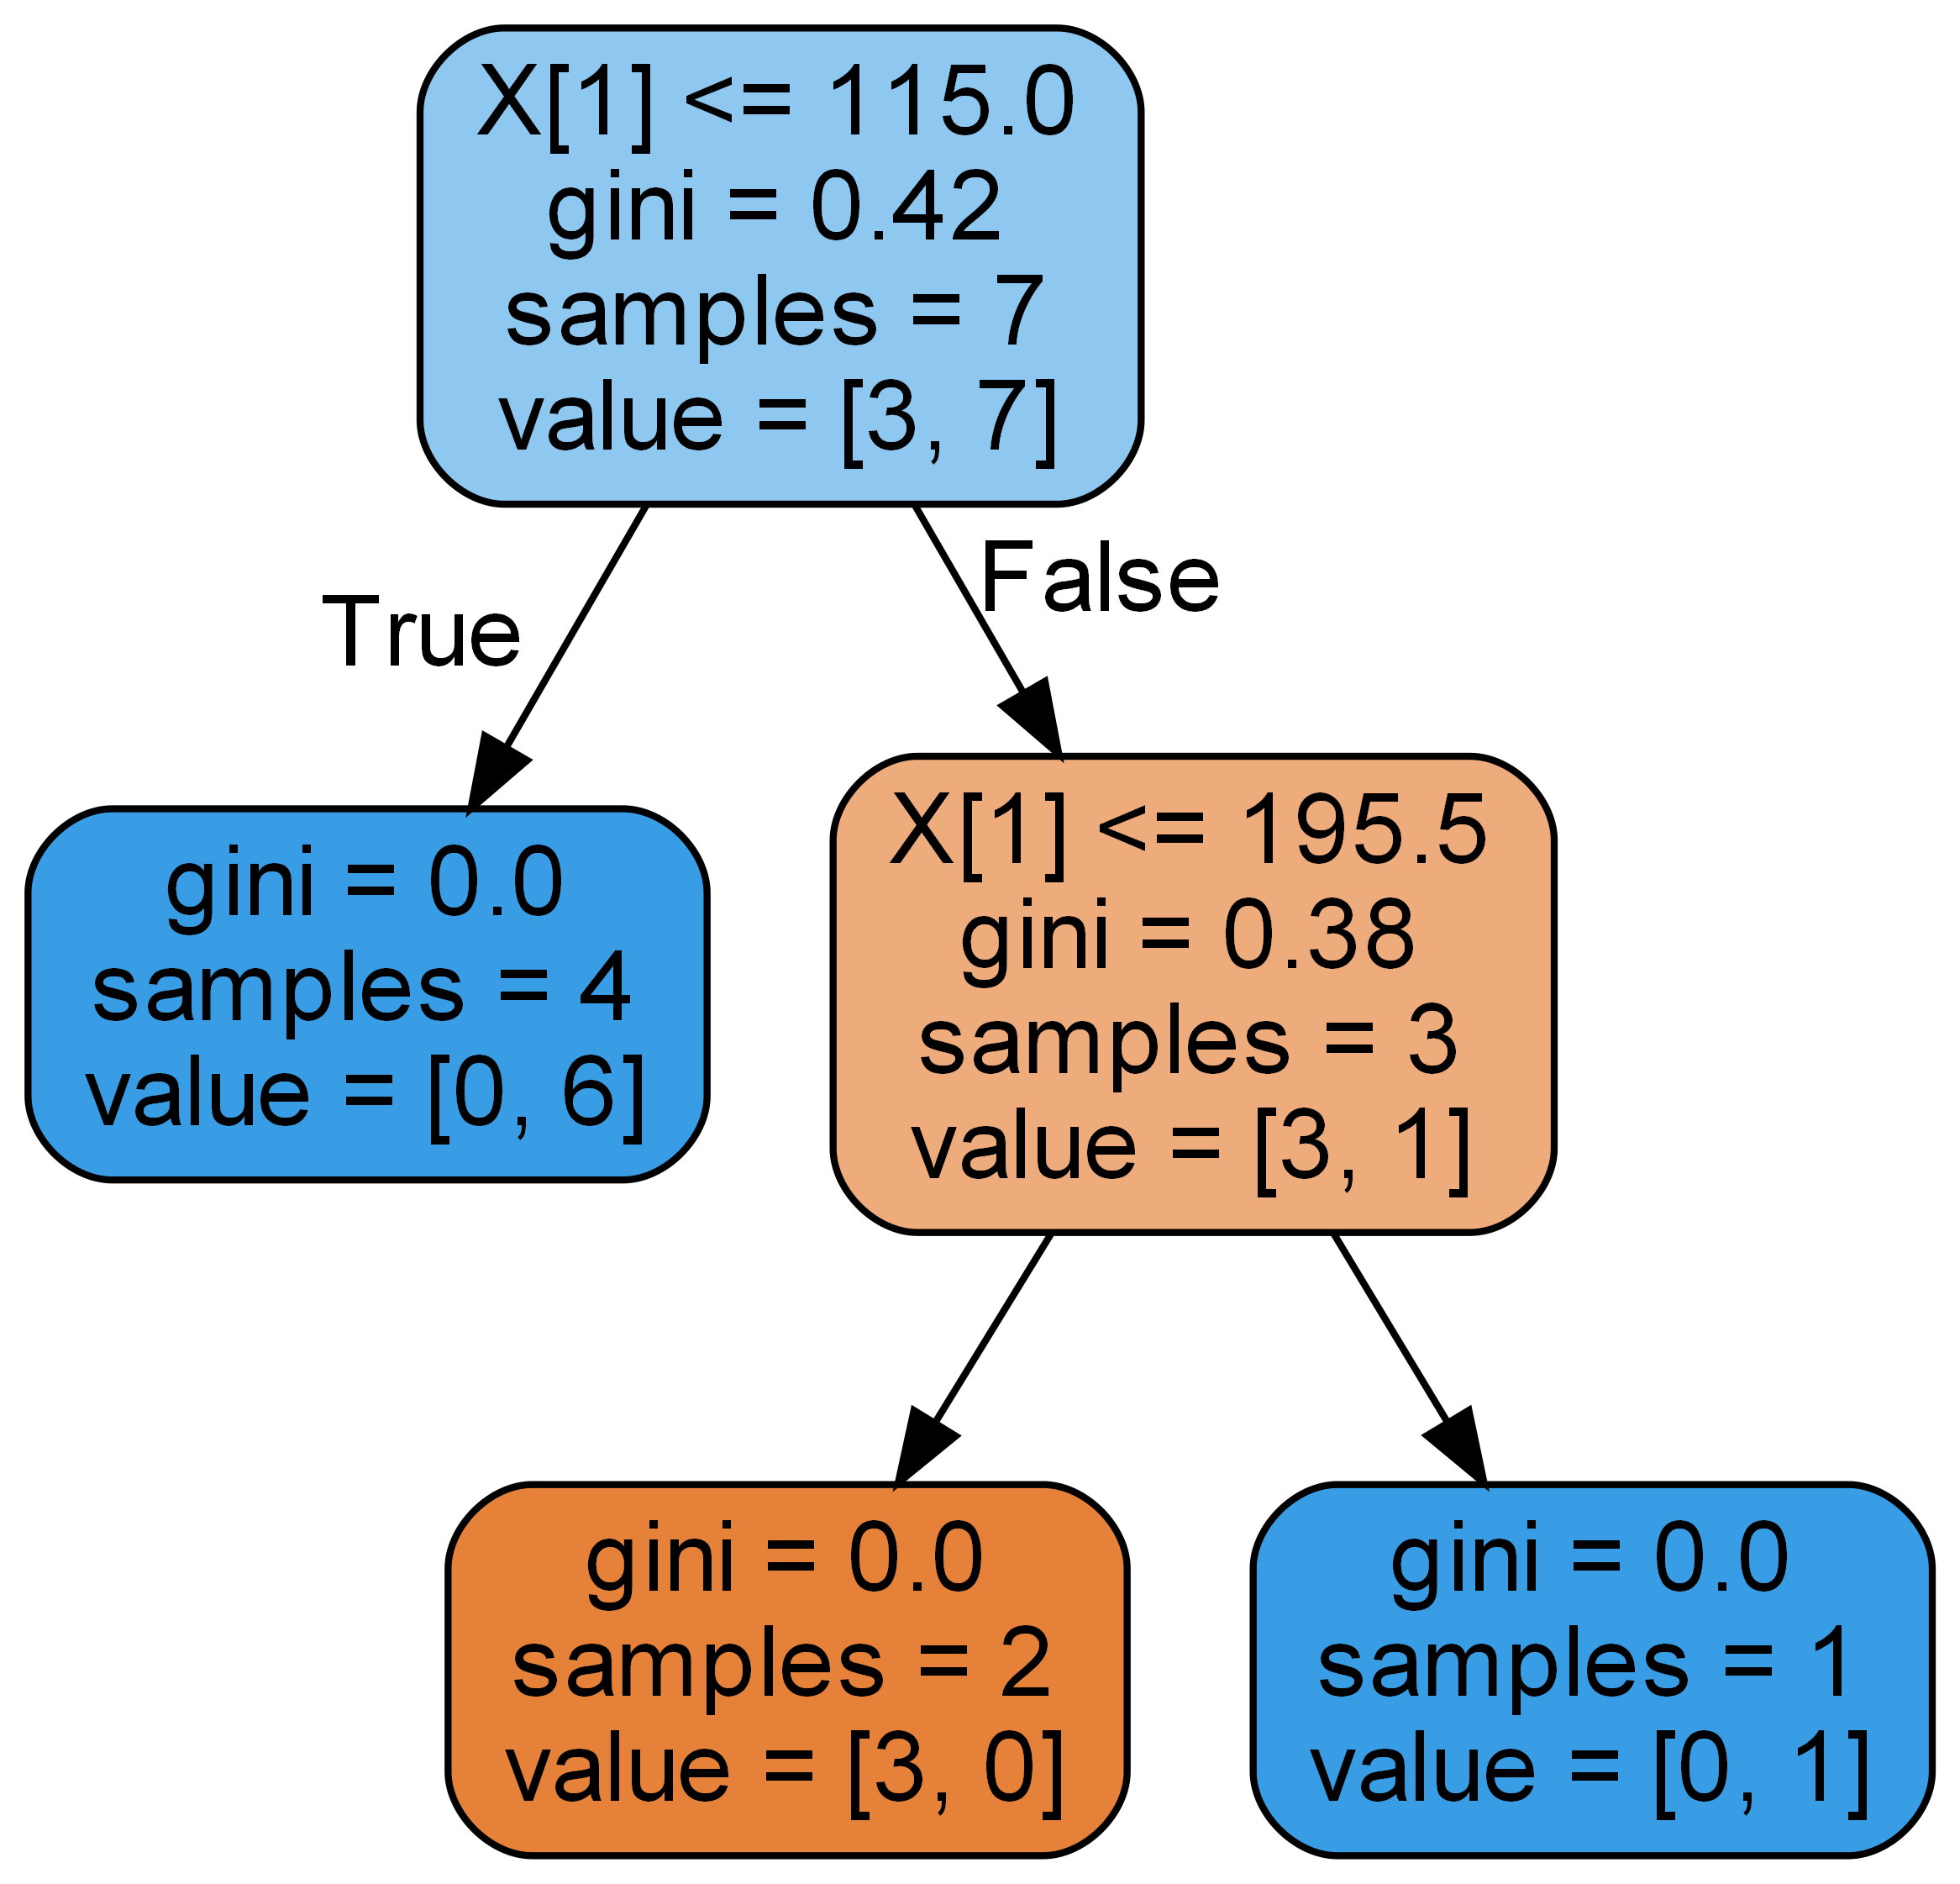 X[1] <= 115.0
gini = 0.42
samples = 7
value = [3, 7]
True
False
gini = 0.0
samples = 4
value = [0, 6]
X[1] <= 195.5
gini = 0.38
samples = 3
value = [3, 1]
gini = 0.0
samples = 2
value = [3, 0]
gini = 0.0
samples = 1
value = [0, 1]